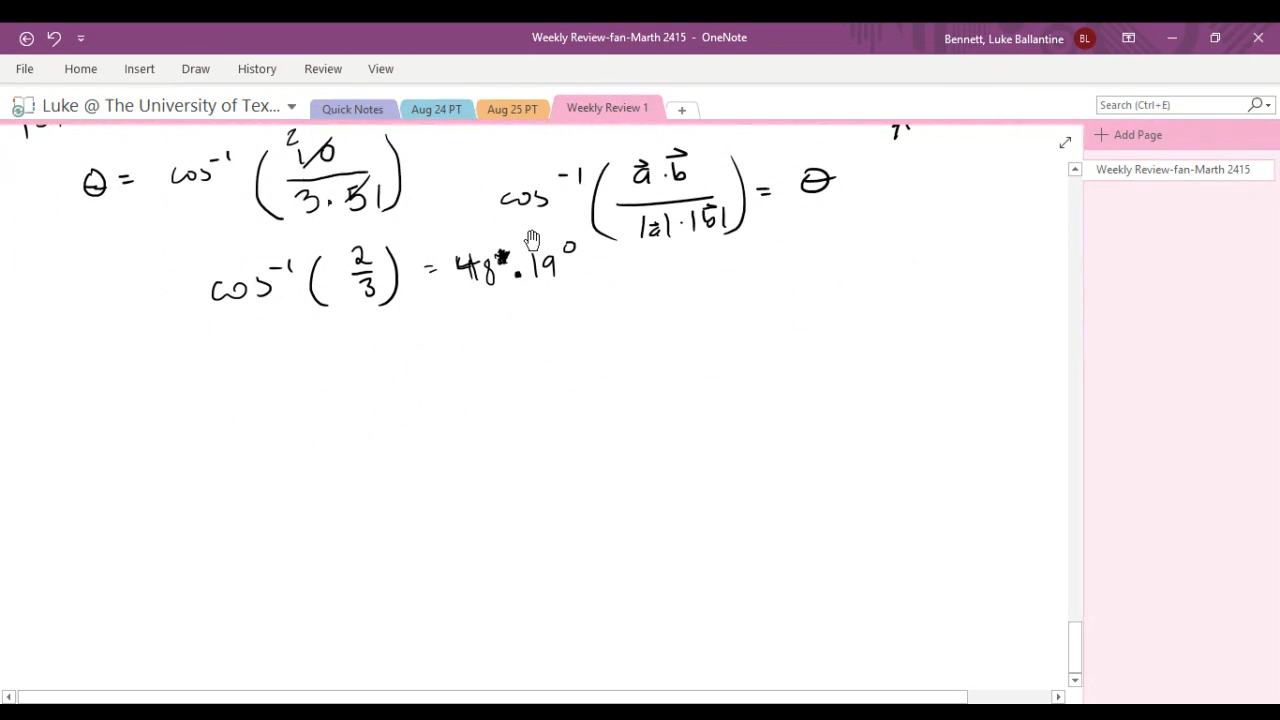 Weekly Review-fan-Marth 2415 - OneNote
Bennett, Luke Ballantine BL
File Home Insert Draw History Review View
Luke @ The University of Tex... Quick Notes Aug 24 PT Aug 25 PT Weekly Review 1 +
Search (Ctrl+E)
Add Page
Weekly Review-fan-Marth 2415
θ = cos⁻¹ ( 10 / 3 · 5 ) 2 1
cos⁻¹ ( a⃗ · b⃗ / |a⃗| · |b⃗| ) = θ
cos⁻¹ ( 2 / 3 ) = 48.19°